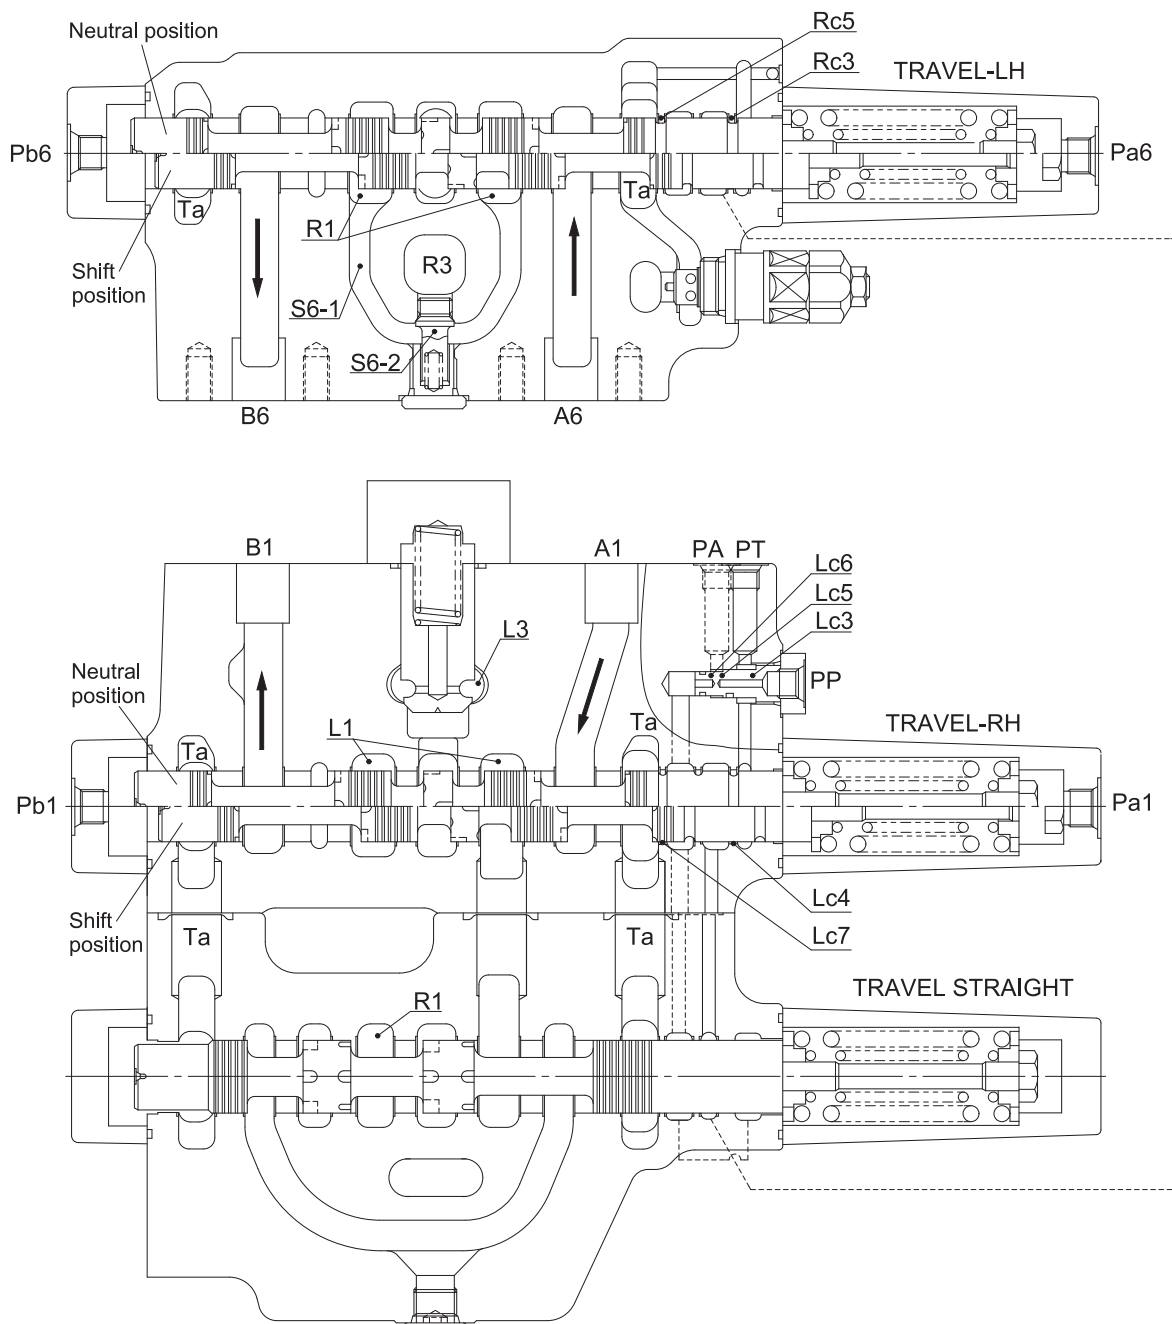 Neutral position
Rc5
Rc3
TRAVEL-LH
Pb6
Pa6
Ta
Ta
R1
R3
Shift
position
S6-1
S6-2
B6
A6
B1
A1
PA
PT
Lc6
Lc5
Lc3
L3
PP
Neutral
position
Ta
Ta
L1
TRAVEL-RH
Pb1
Pa1
Lc4
Shift
position
Ta
Ta
Lc7
TRAVEL STRAIGHT
R1